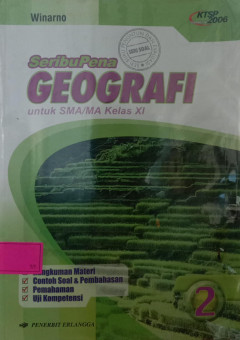 Winarno
KTSP
2006
SeribuPena
GEOGRAFI
untuk SMA/MA Kelas XI
Rangkuman Materi
Contoh Soal & Pembahasan
Pemahaman
Uji Kompetensi
2
PENERBIT ERLANGGA